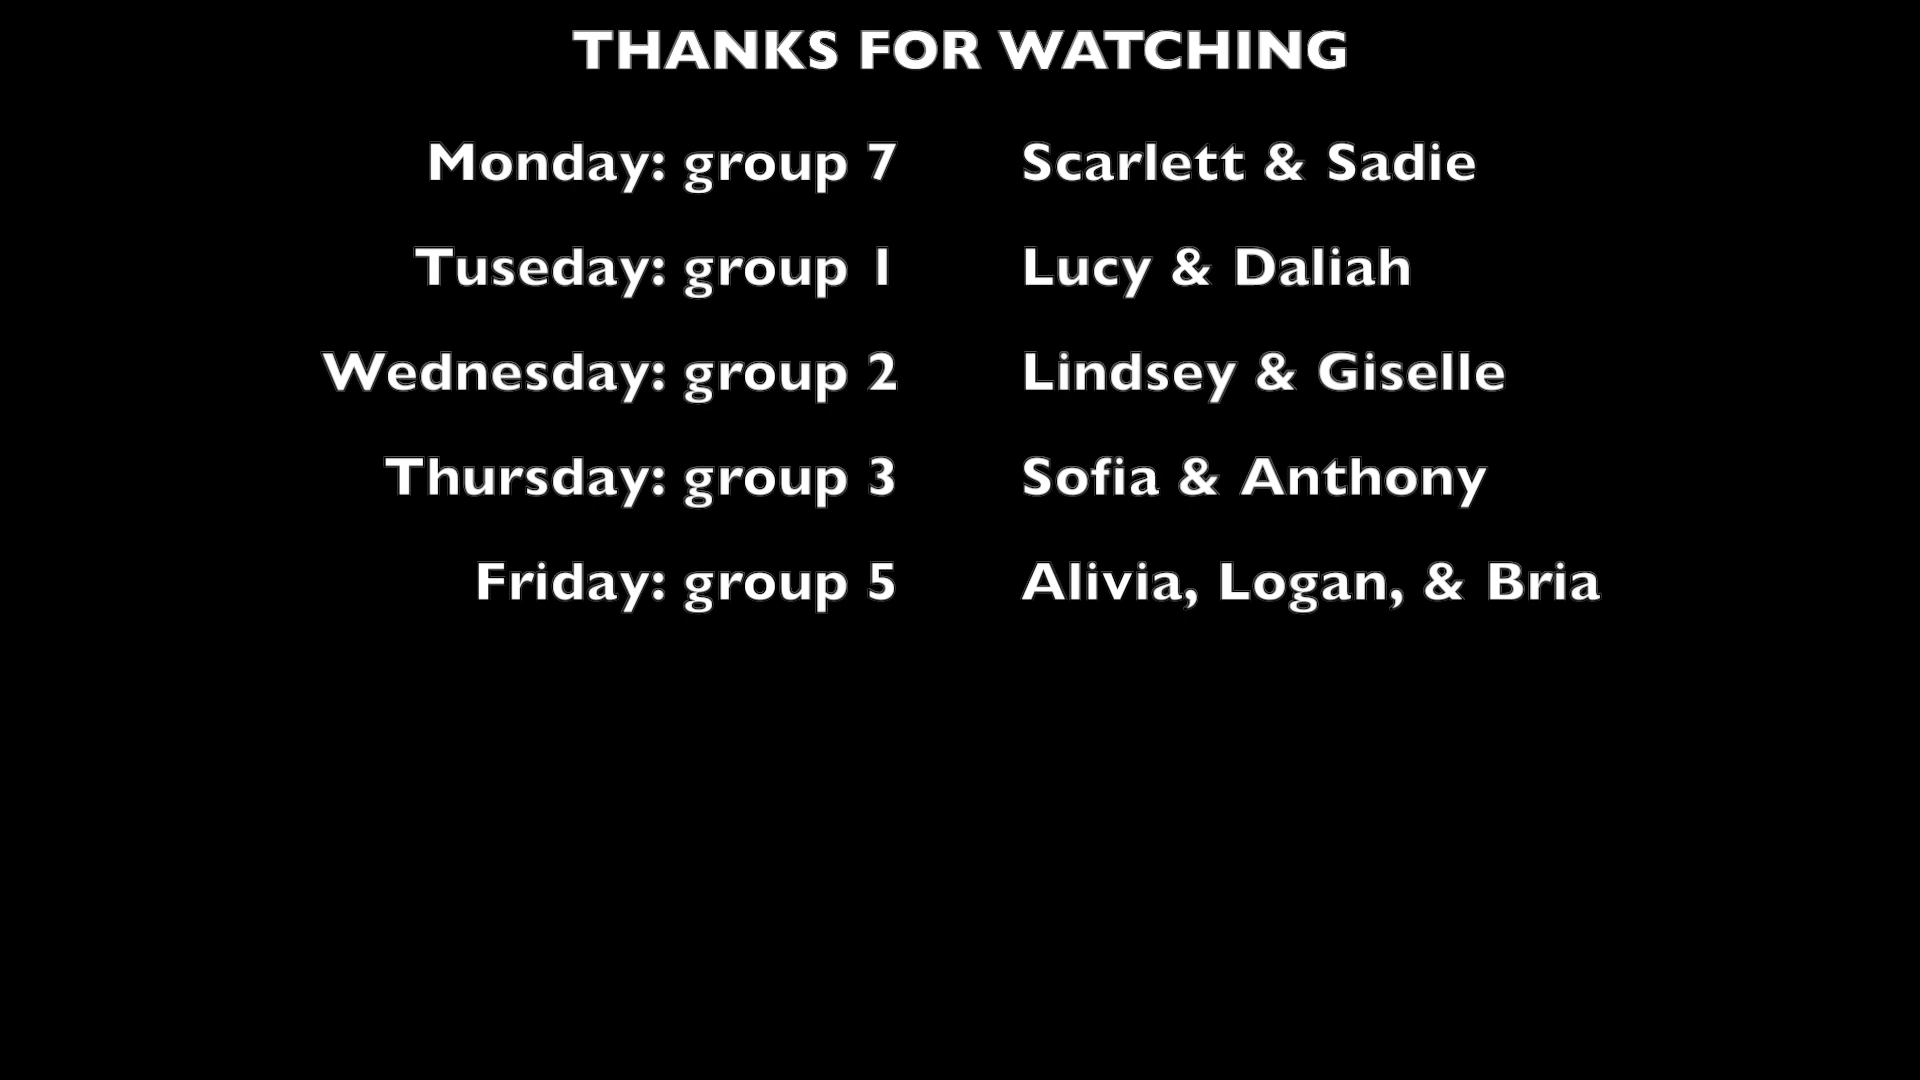 THANKS FOR WATCHING
Monday: group 7 Scarlett & Sadie
Tuseday: group 1 Lucy & Daliah
Wednesday: group 2 Lindsey & Giselle
Thursday: group 3 Sofia & Anthony
Friday: group 5 Alivia, Logan, & Bria